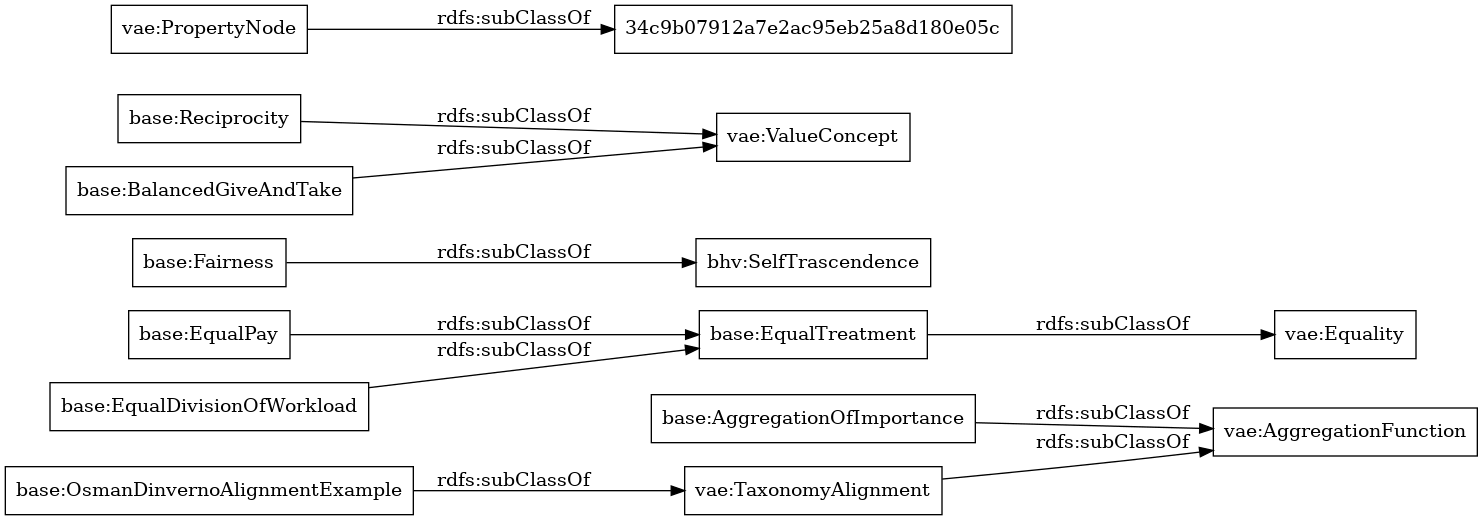 vae:PropertyNode
rdfs:subClassOf
34c9b07912a7e2ac95eb25a8d180e05c
base:Reciprocity
rdfs:subClassOf
vae:ValueConcept
rdfs:subClassOf
base:BalancedGiveAndTake
base:Fairness
rdfs:subClassOf
bhv:SelfTrascendence
base:EqualPay
rdfs:subClassOf
base:EqualTreatment
rdfs:subClassOf
vae:Equality
rdfs:subClassOf
base:EqualDivisionOfWorkload
base:AggregationOfImportance
rdfs:subClassOf
vae:AggregationFunction
rdfs:subClassOf
base:OsmanDinvernoAlignmentExample
rdfs:subClassOf
vae:TaxonomyAlignment